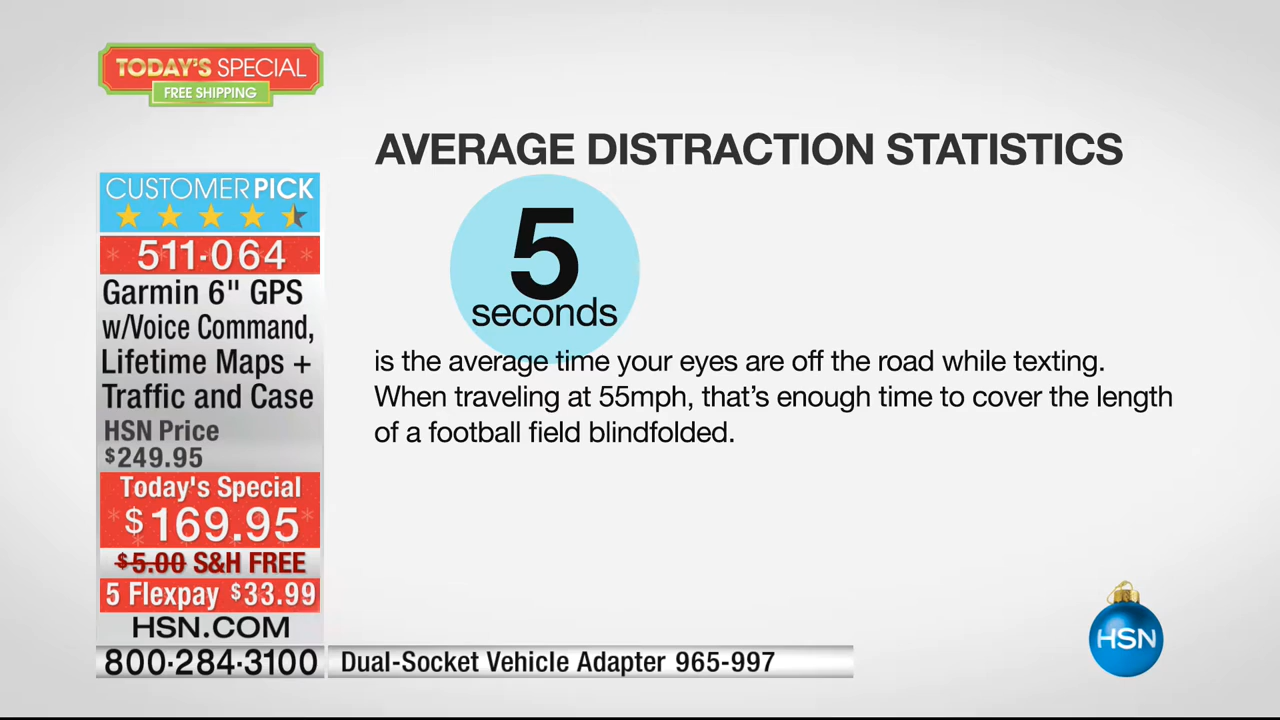 TODAY'S SPECIAL
FREE SHIPPING
AVERAGE DISTRACTION STATISTICS
5
seconds
is the average time your eyes are off the road while texting.
When traveling at 55mph, that's enough time to cover the length
of a football field blindfolded.
CUSTOMER PICK
511-064
Garmin 6" GPS
w/Voice Command,
Lifetime Maps +
Traffic and Case
HSN Price
$249.95
Today's Special
$169.95
$5.00 S&H FREE
5 Flexpay $33.99
HSN.COM
800·284·3100
Dual-Socket Vehicle Adapter 965-997
HSN